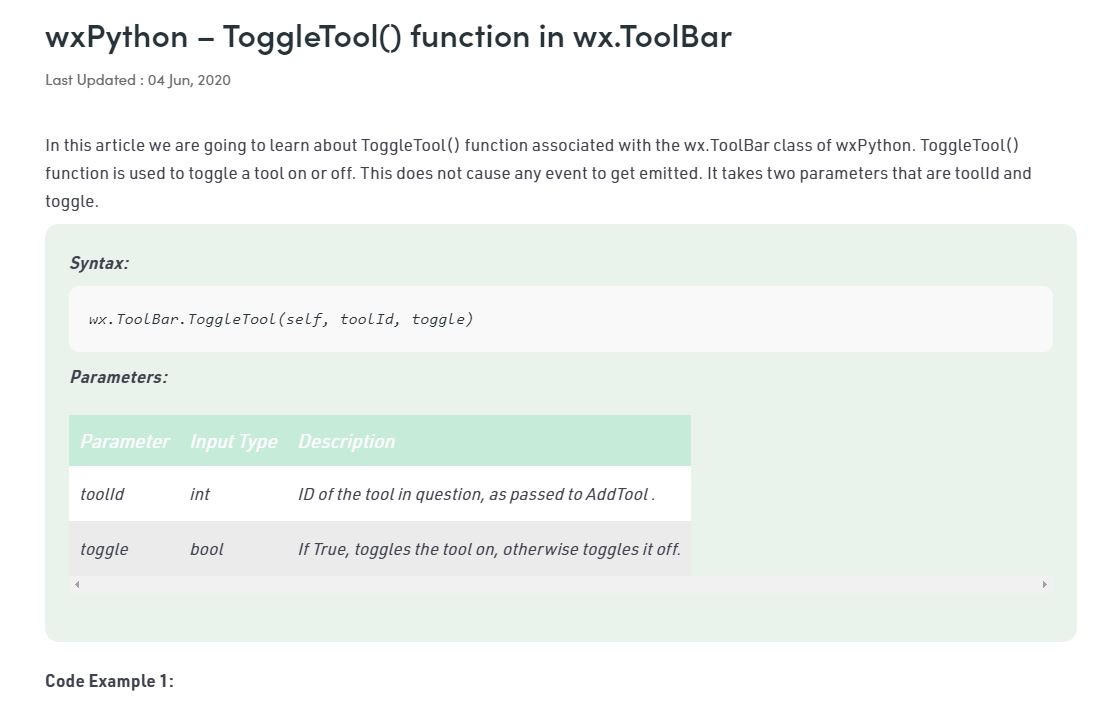 wxPython – ToggleTool() function in wx.ToolBar
Last Updated : 04 Jun, 2020
In this article we are going to learn about ToggleTool() function associated with the wx.ToolBar class of wxPython. ToggleTool()
function is used to toggle a tool on or off. This does not cause any event to get emitted. It takes two parameters that are toolId and
toggle.
Syntax:
wx.ToolBar.ToggleTool(self, toolId, toggle)
Parameters:
Parameter Input Type Description
toolId int ID of the tool in question, as passed to AddTool .
toggle bool If True, toggles the tool on, otherwise toggles it off.
Code Example 1: